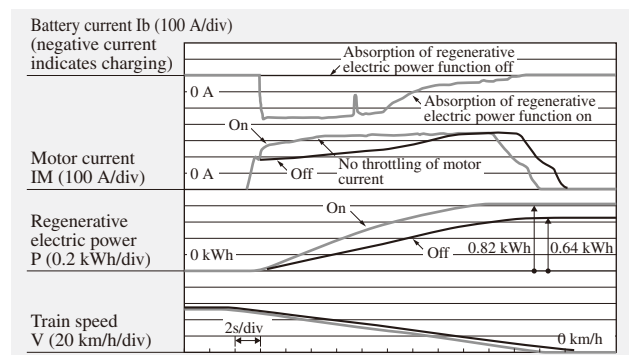 Battery current Ib (100 A/div)
(negative current
indicates charging)
Absorption of regenerative
electric power function off
0 A
Absorption of regenerative
electric power function on
On
Motor current
IM (100 A/div)
0 A
Off
No throttling of motor
current
Regenerative
electric power
P (0.2 kWh/div)
On
0 kWh
Off
0.82 kWh
0.64 kWh
Train speed
V (20 km/h/div)
2s/div
0 km/h